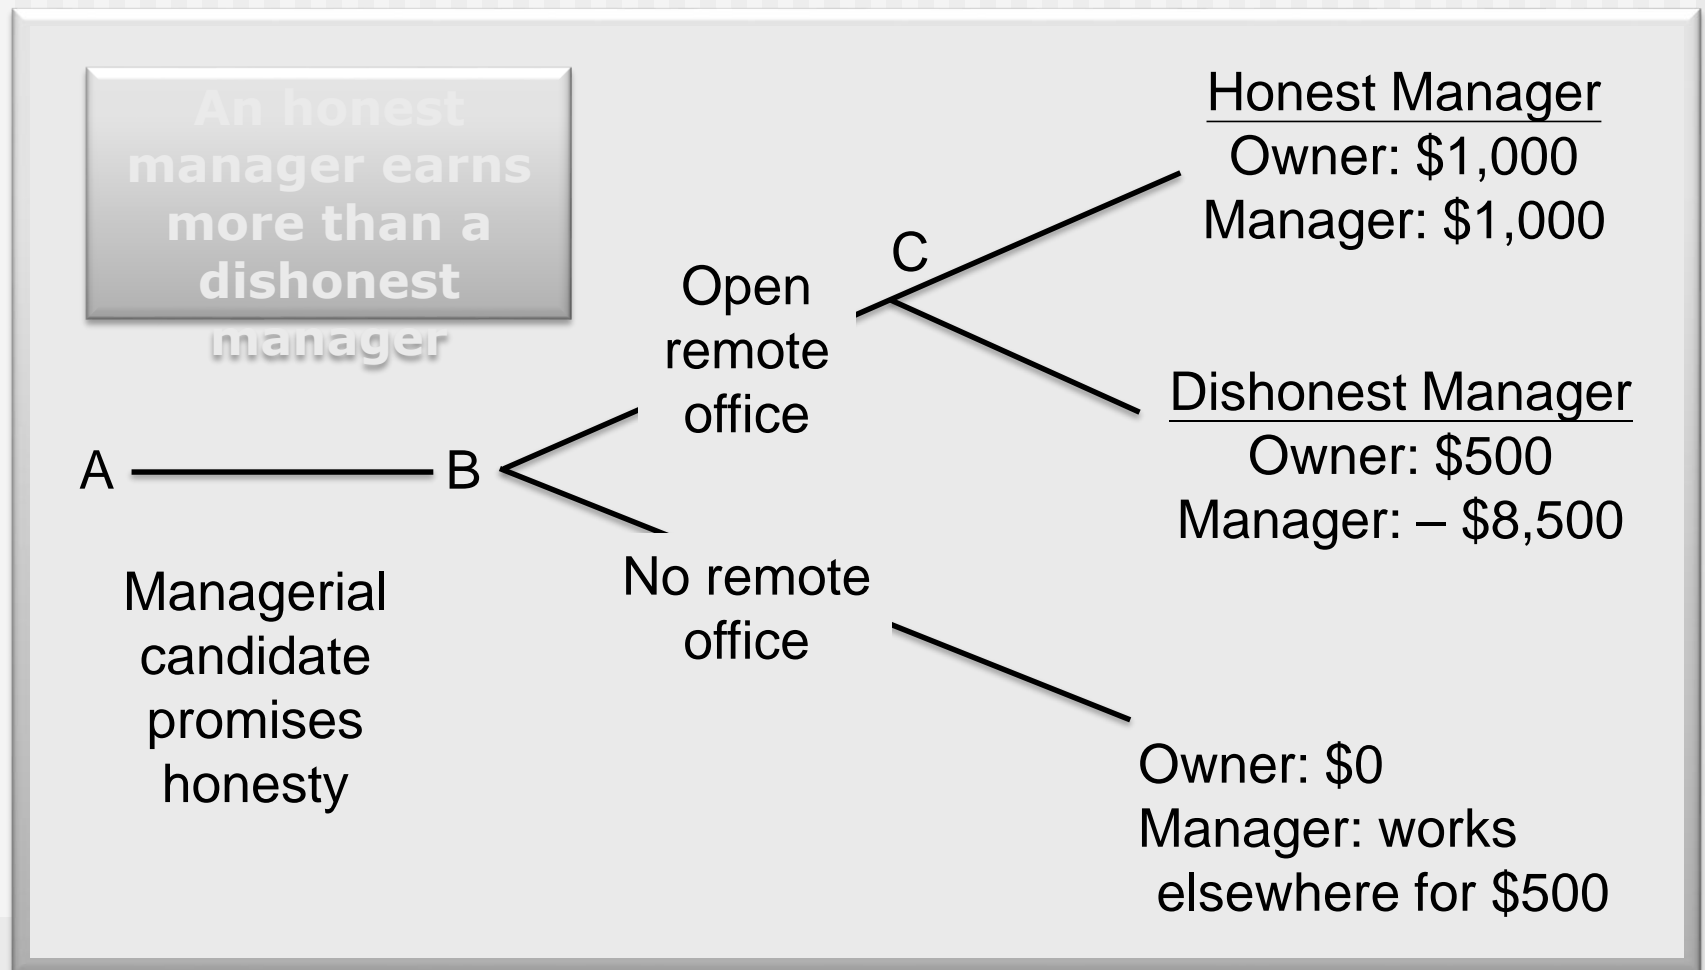 An honest
manager earns
more than a
dishonest
manager
Honest Manager
Owner: $1,000
Manager: $1,000
C
Open
remote
office
Dishonest Manager
Owner: $500
Manager: – $8,500
A
B
Managerial
candidate
promises
honesty
No remote
office
Owner: $0
Manager: works
elsewhere for $500